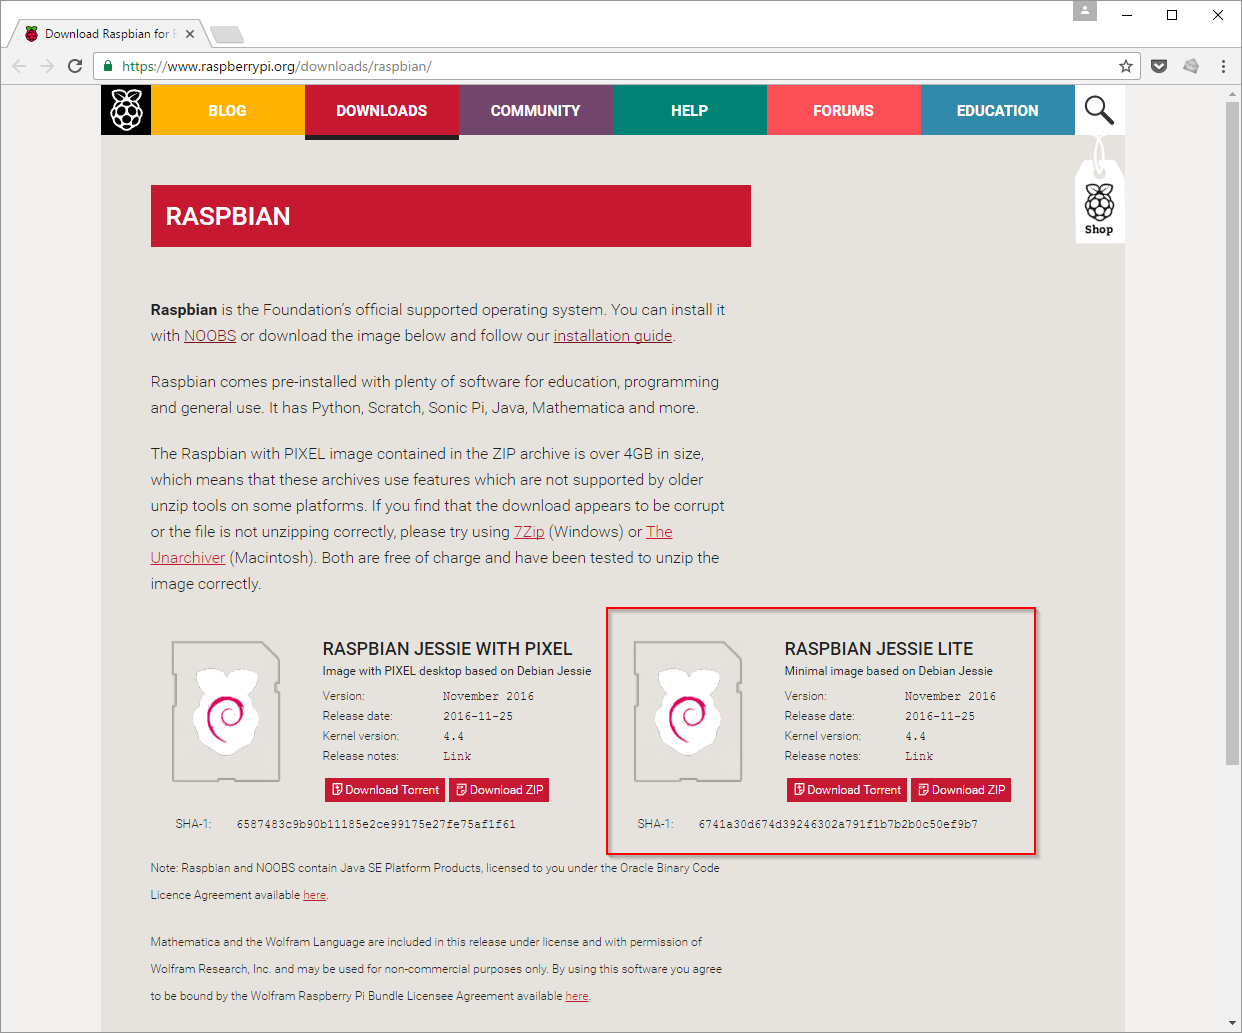 Download Raspbian for R
https://www.raspberrypi.org/downloads/raspbian/
BLOG
DOWNLOADS
COMMUNITY
HELP
FORUMS
EDUCATION
Shop
RASPBIAN
Raspbian is the Foundation’s official supported operating system. You can install it
with NOOBS or download the image below and follow our installation guide.
Raspbian comes pre-installed with plenty of software for education, programming
and general use. It has Python, Scratch, Sonic Pi, Java, Mathematica and more.
The Raspbian with PIXEL image contained in the ZIP archive is over 4GB in size,
which means that these archives use features which are not supported by older
unzip tools on some platforms. If you find that the download appears to be corrupt
or the file is not unzipping correctly, please try using 7Zip (Windows) or The
Unarchiver (Macintosh). Both are free of charge and have been tested to unzip the
image correctly.
RASPBIAN JESSIE WITH PIXEL
Image with PIXEL desktop based on Debian Jessie
Version: November 2016
Release date: 2016-11-25
Kernel version: 4.4
Release notes: Link
Download Torrent Download ZIP
SHA-1: 6587483c9b90b11185e2ce99175e27fe75af1f61
RASPBIAN JESSIE LITE
Minimal image based on Debian Jessie
Version: November 2016
Release date: 2016-11-25
Kernel version: 4.4
Release notes: Link
Download Torrent Download ZIP
SHA-1: 6741a30d674d39246302a791f1b7b2b0c50ef9b7
Note: Raspbian and NOOBS contain Java SE Platform Products, licensed to you under the Oracle Binary Code
Licence Agreement available here.
Mathematica and the Wolfram Language are included in this release under license and with permission of
Wolfram Research, Inc. and may be used for non-commercial purposes only. By using this software you agree
to be bound by the Wolfram Raspberry Pi Bundle Licensee Agreement available here.